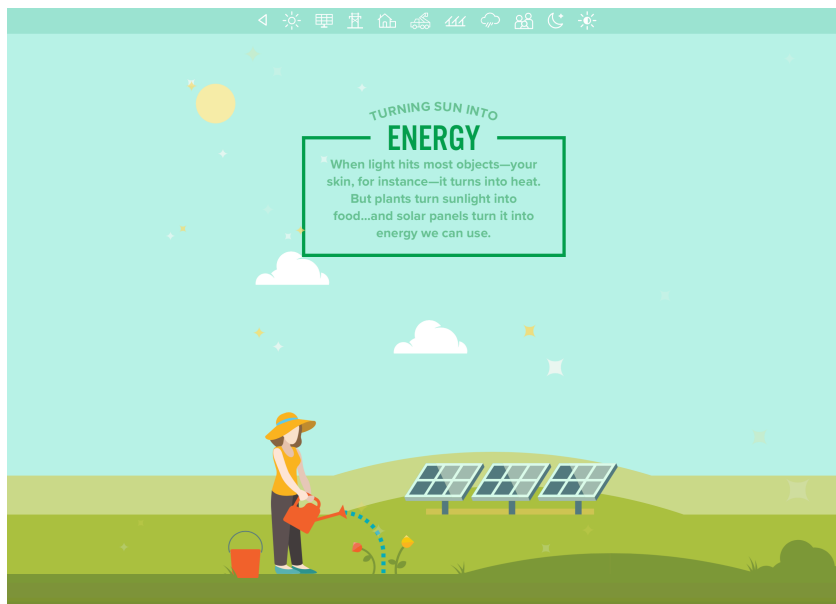 TURNING SUN INTO
ENERGY
When light hits most objects—your
skin, for instance—it turns into heat.
But plants turn sunlight into
food...and solar panels turn it into
energy we can use.